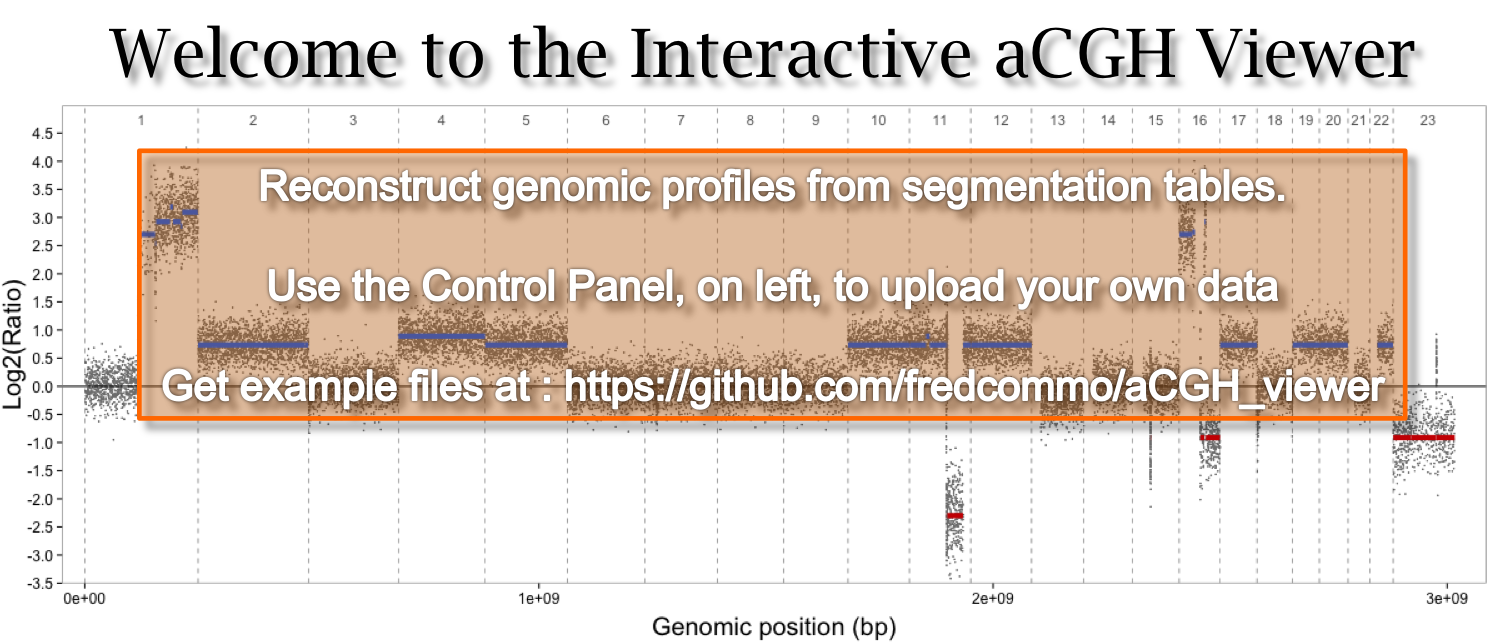 Welcome to the Interactive aCGH Viewer
1 2 3 4 5 6 7 8 9 10 11 12 13 14 15 16 17 18 19 20 21 22 23
4.5
4.0
3.5
3.0
2.5
2.0
1.5
1.0
0.5
0.0
-0.5
-1.0
-1.5
-2.0
-2.5
-3.0
-3.5
Log2(Ratio)
Reconstruct genomic profiles from segmentation tables.
Use the Control Panel, on left, to upload your own data
Get example files at : https://github.com/fredcommo/aCGH_viewer
0e+00 1e+09 2e+09 3e+09
Genomic position (bp)